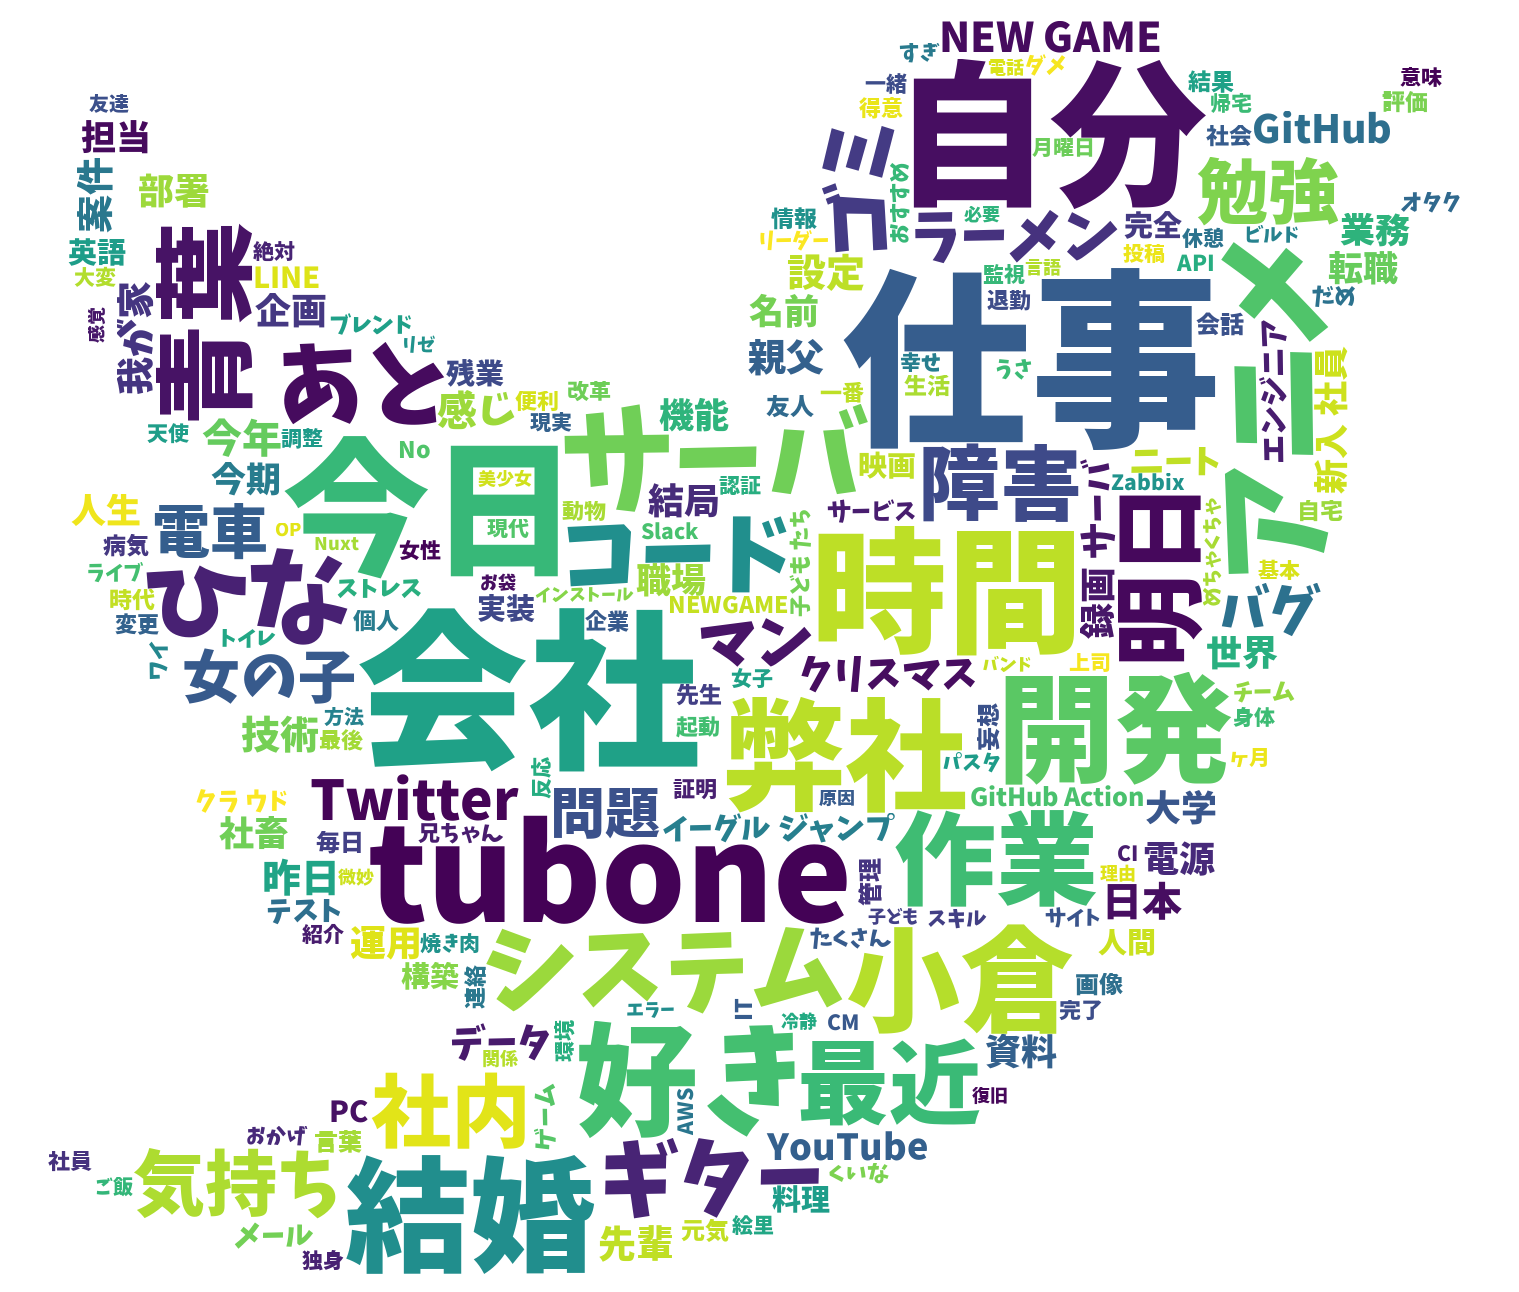 NEW GAME
すぎ
電話
ダメ
一緒
得意
自分
結果
帰宅
意味
評価
社会
GitHub
月曜日
友達
担当
案件
部署
ゴミ
おすすめ
勉強
オタク
情報
リーダー
ラーメン
必要
完全
休憩
ビルド
業務
英語
大変
青葉
絶対
LINE
設定
監視
言語
投稿
API
転職
我が家
感覚
企画
ブレンド
リゼ
名前
仕事
退勤
会話
だめ
アニメ
エンジニア
新入社員
あと
残業
親父
幸せ
生活
うさ
感じ
便利
現実
改革
機能
友人
一番
天使
今年
調整
No
サーバ
映画
障害
サーバ
ニート
Zabbix
今期
今日
美少女
現代
動物
結局
認証
サービス
自宅
人生
電車
OP
Nuxt
女性
コード
Slack
子どもたち
時間
録画
明日
めちゃくちゃ
基本
病気
ライブ
時代
変更
ひな
ストレス
個人
お袋
実装
インストール
企業
職場
NEWGAME
バグ
ワイ
トイレ
女の子
会社
マン
クリスマス
バンド
上司
世界
女子
先生
起動
チーム
身体
技術
方法
最後
弊社
妄想
パスタ
開発
ケ月
反応
証明
原因
GitHub Action
大学
クラウド
社畜
Twitter
問題
イーグル ジャンプ
毎日
兄ちゃん
tubone
管理
作業
CI
理由
電源
昨日
微妙
テスト
子ども
スキル
サイト
日本
紹介
運用
焼き肉
構築
連絡
システム
たくさん
小倉
人間
画像
完了
エラー
IT
冷静
CM
データ
関係
環境
好き
最近
資料
復旧
PC
社内
ゲーム
AWS
おかげ
言葉
社員
ご飯
気持ち
結婚
ギター
YouTube
くいな
料理
メール
独身
先輩
元気
絵里